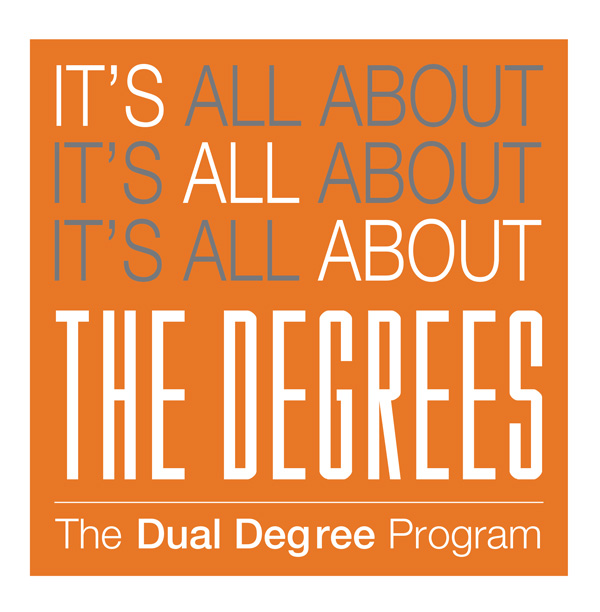 IT'S ALL ABOUT
IT'S ALL ABOUT
IT'S ALL ABOUT
THE DEGREES
The Dual Degree Program